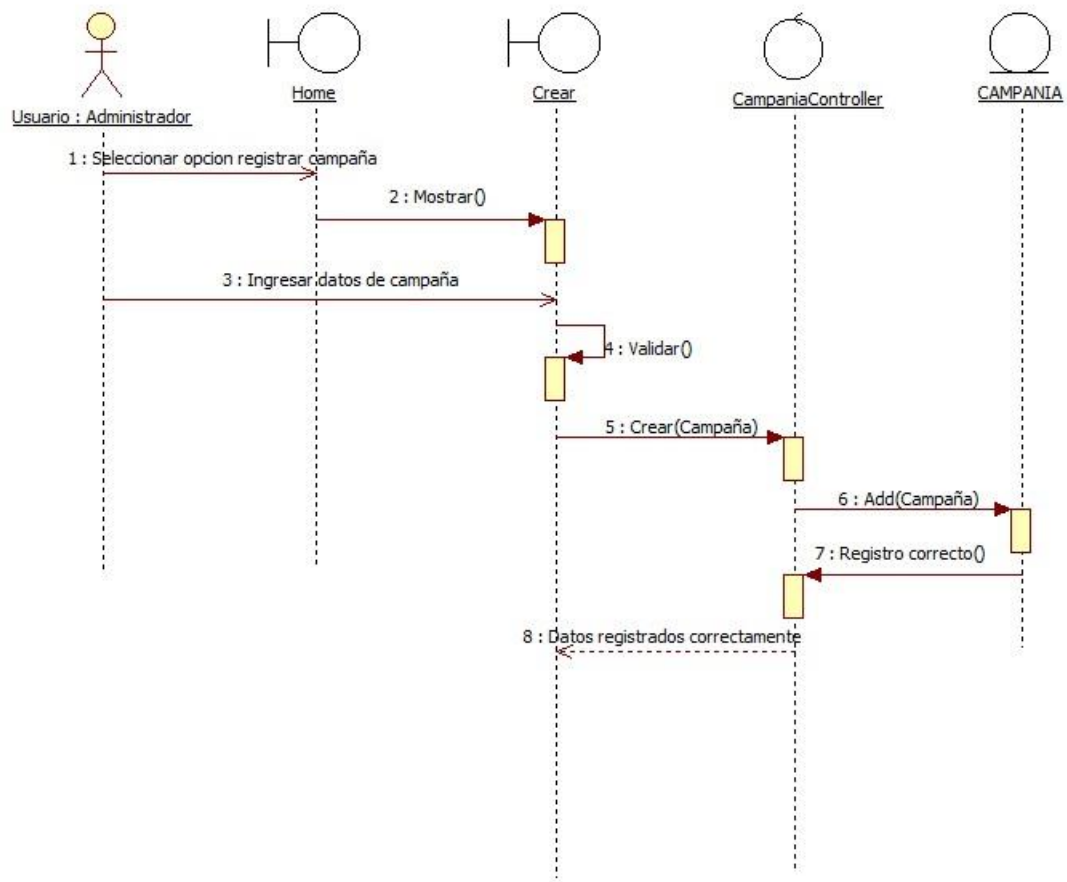 Usuario : Administrador
Home
Crear
CampaniaController
CAMPANIA
1 : Seleccionar opcion registrar campaña
2 : Mostrar()
3 : Ingresar datos de campaña
4 : Validar()
5 : Crear(Campaña)
6 : Add(Campaña)
7 : Registro correcto()
8 : Datos registrados correctamente